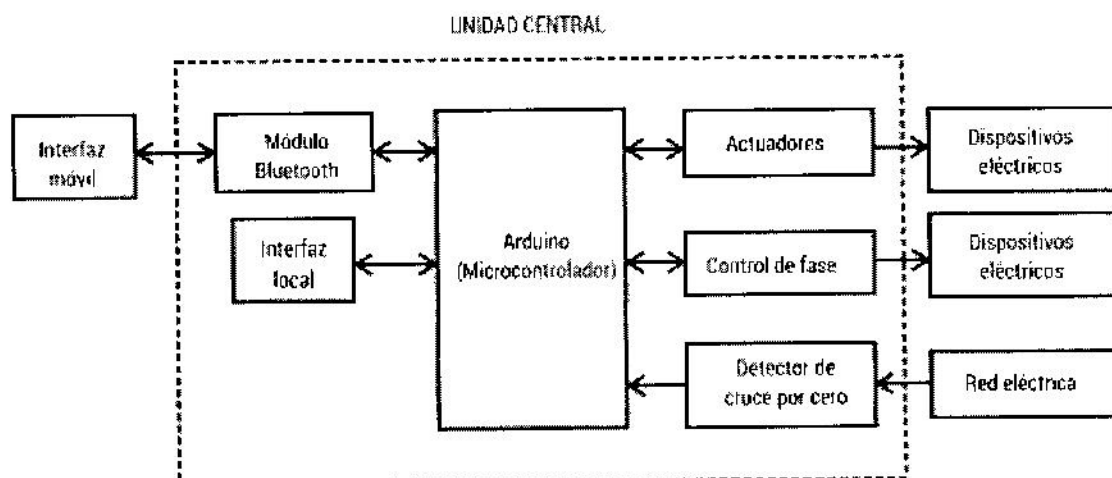 UNIDAD CENTRAL
Interfaz
móvil
Módulo
Bluetooth
Interfaz
local
Arduino
(Microcontrolador)
Actuadores
Control de fase
Detector de
cruce por cero
Dispositivos
eléctricos
Dispositivos
eléctricos
Red eléctrica